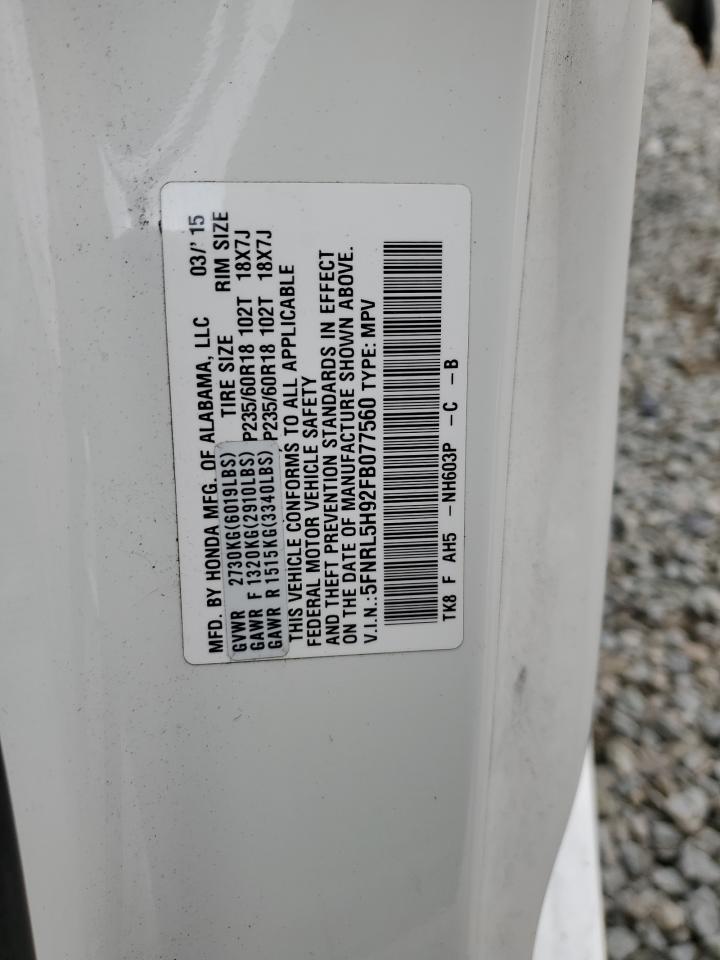 MFD. BY HONDA MFG. OF ALABAMA, LLC 03/'15
GVWR 2730KG(6019LBS) TIRE SIZE RIM SIZE
GAWR F 1320KG(2910LBS) P235/60R18 102T 18X7J
GAWR R 1515KG(3340LBS) P235/60R18 102T 18X7J
THIS VEHICLE CONFORMS TO ALL APPLICABLE
FEDERAL MOTOR VEHICLE SAFETY
AND THEFT PREVENTION STANDARDS IN EFFECT
ON THE DATE OF MANUFACTURE SHOWN ABOVE.
V.I.N.:5FNRL5H92FB077560 TYPE: MPV
TK8 F AH5 -NH603P -C -B